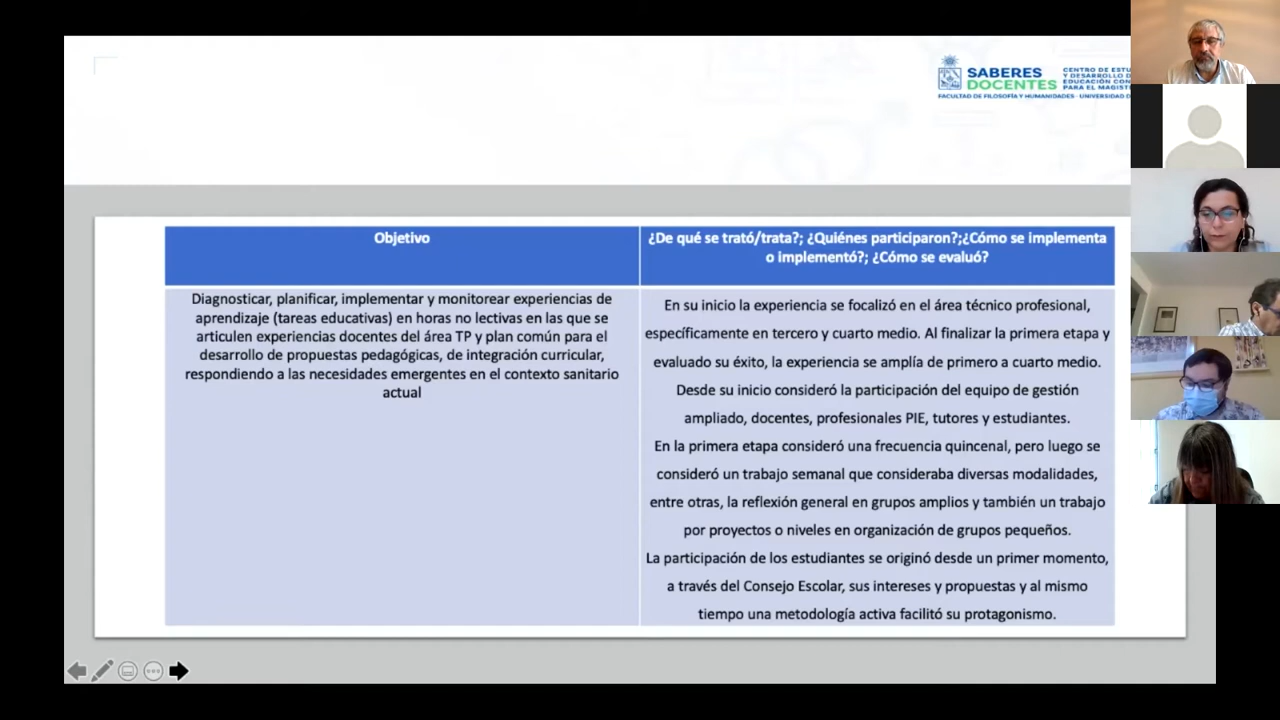 SABERES
DOCENTES
CENTRO DE
Y DESARROLLO
EDUCACIÓN
PARA EL
FACULTAD DE FILOSOFÍA Y HUMANIDADES - UNIVERSIDAD
Objetivo
¿De qué se trató/trata?; ¿Quiénes participaron?;¿Cómo se implementa
o implementó?; ¿Cómo se evaluó?
Diagnosticar, planificar, implementar y monitorear experiencias de
aprendizaje (tareas educativas) en horas no lectivas en las que se
articulen experiencias docentes del área TP y plan común para el
desarrollo de propuestas pedagógicas, de integración curricular,
respondiendo a las necesidades emergentes en el contexto sanitario
actual
En su inicio la experiencia se focalizó en el área técnico profesional,
específicamente en tercero y cuarto medio. Al finalizar la primera etapa y
evaluado su éxito, la experiencia se amplía de primero a cuarto medio.
Desde su inicio consideró la participación del equipo de gestión
ampliado, docentes, profesionales PIE, tutores y estudiantes.
En la primera etapa consideró una frecuencia quincenal, pero luego se
consideró un trabajo semanal que consideraba diversas modalidades,
entre otras, la reflexión general en grupos amplios y también un trabajo
por proyectos o niveles en organización de grupos pequeños.
La participación de los estudiantes se originó desde un primer momento,
a través del Consejo Escolar, sus intereses y propuestas y al mismo
tiempo una metodología activa facilitó su protagonismo.